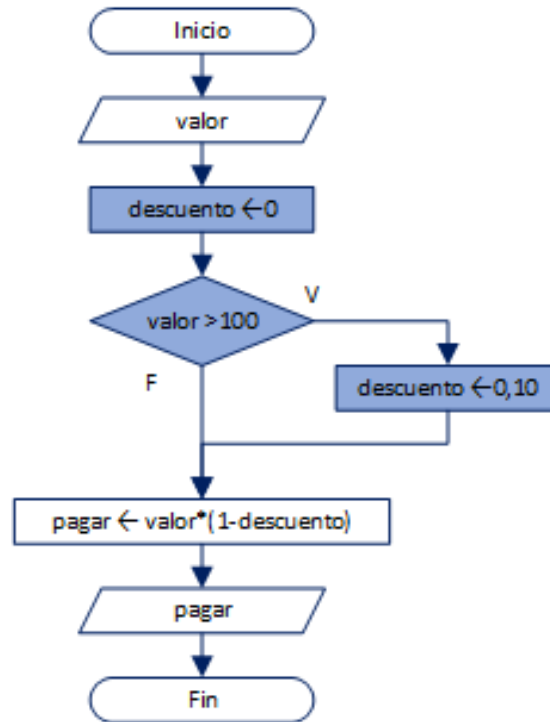 Inicio
valor
descuento ←0
valor >100
V
F
descuento ←0,10
pagar ← valor*(1-descuento)
pagar
Fin